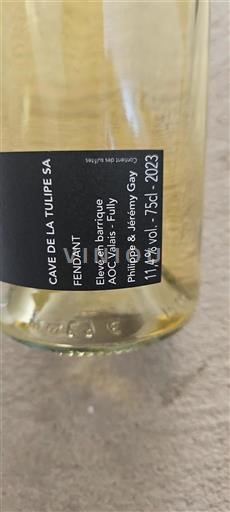 CAVE DE LA TULIPE SA
FENDANT
Elevé en barrique
AOC Valais - Fully
Philippe & Jérémy Gay
11,4 % vol. - 75cl - 2023
Contient des sulfites